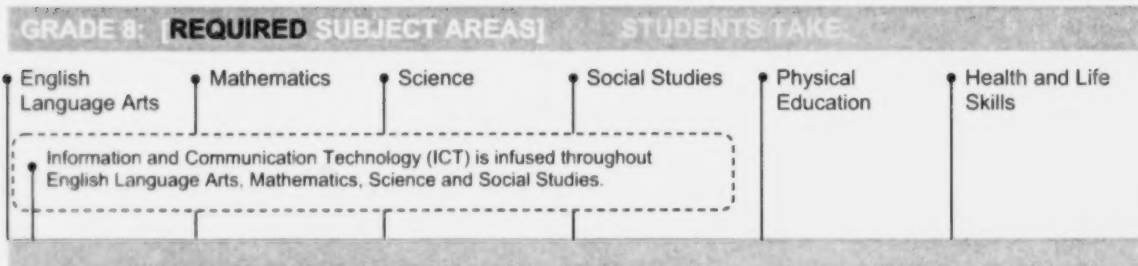 GRADE 8: [REQUIRED SUBJECT AREAS] STUDENTS TAKE:
English
Language Arts
Mathematics
Science
Social Studies
Physical
Education
Health and Life
Skills
Information and Communication Technology (ICT) is infused throughout
English Language Arts, Mathematics, Science and Social Studies.